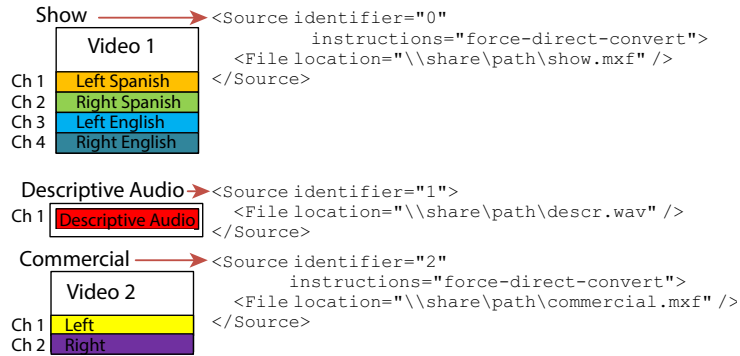 Show
<Source identifier="0"
instructions="force-direct-convert">
<File location="\\share\path\show.mxf" />
</Source>
Video 1
Ch 1 Left Spanish
Ch 2 Right Spanish
Ch 3 Left English
Ch 4 Right English
Descriptive Audio
<Source identifier="1">
<File location="\\share\path\descr.wav" />
</Source>
Ch 1 Descriptive Audio
Commercial
<Source identifier="2"
instructions="force-direct-convert">
<File location="\\share\path\commercial.mxf" />
</Source>
Video 2
Ch 1 Left
Ch 2 Right